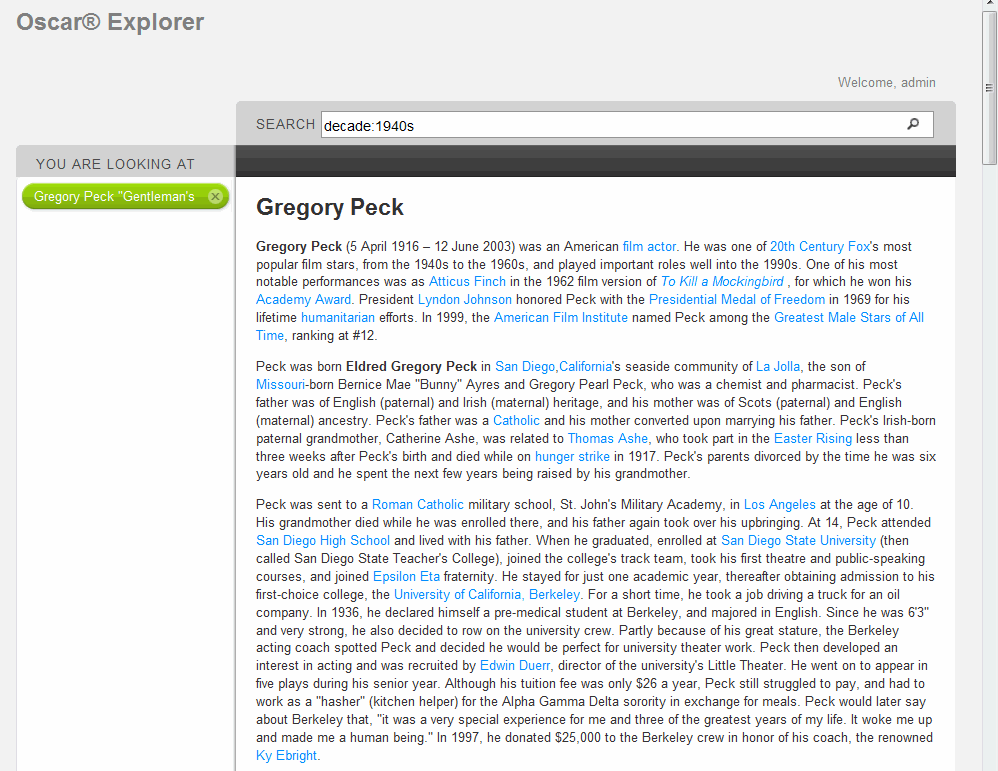 Oscar® Explorer
Welcome, admin
SEARCH decade:1940s
YOU ARE LOOKING AT
Gregory Peck "Gentleman's
Gregory Peck
Gregory Peck (5 April 1916 – 12 June 2003) was an American film actor. He was one of 20th Century Fox's most
popular film stars, from the 1940s to the 1960s, and played important roles well into the 1990s. One of his most
notable performances was as Atticus Finch in the 1962 film version of To Kill a Mockingbird , for which he won his
Academy Award. President Lyndon Johnson honored Peck with the Presidential Medal of Freedom in 1969 for his
lifetime humanitarian efforts. In 1999, the American Film Institute named Peck among the Greatest Male Stars of All
Time, ranking at #12.
Peck was born Eldred Gregory Peck in San Diego,California's seaside community of La Jolla, the son of
Missouri-born Bernice Mae "Bunny" Ayres and Gregory Pearl Peck, who was a chemist and pharmacist. Peck's
father was of English (paternal) and Irish (maternal) heritage, and his mother was of Scots (paternal) and English
(maternal) ancestry. Peck's father was a Catholic and his mother converted upon marrying his father. Peck's Irish-born
paternal grandmother, Catherine Ashe, was related to Thomas Ashe, who took part in the Easter Rising less than
three weeks after Peck's birth and died while on hunger strike in 1917. Peck's parents divorced by the time he was six
years old and he spent the next few years being raised by his grandmother.
Peck was sent to a Roman Catholic military school, St. John's Military Academy, in Los Angeles at the age of 10.
His grandmother died while he was enrolled there, and his father again took over his upbringing. At 14, Peck attended
San Diego High School and lived with his father. When he graduated, enrolled at San Diego State University (then
called San Diego State Teacher's College), joined the college's track team, took his first theatre and public-speaking
courses, and joined Epsilon Eta fraternity. He stayed for just one academic year, thereafter obtaining admission to his
first-choice college, the University of California, Berkeley. For a short time, he took a job driving a truck for an oil
company. In 1936, he declared himself a pre-medical student at Berkeley, and majored in English. Since he was 6'3"
and very strong, he also decided to row on the university crew. Partly because of his great stature, the Berkeley
acting coach spotted Peck and decided he would be perfect for university theater work. Peck then developed an
interest in acting and was recruited by Edwin Duerr, director of the university's Little Theater. He went on to appear in
five plays during his senior year. Although his tuition fee was only $26 a year, Peck still struggled to pay, and had to
work as a "hasher" (kitchen helper) for the Alpha Gamma Delta sorority in exchange for meals. Peck would later say
about Berkeley that, "it was a very special experience for me and three of the greatest years of my life. It woke me up
and made me a human being." In 1997, he donated $25,000 to the Berkeley crew in honor of his coach, the renowned
Ky Ebright.